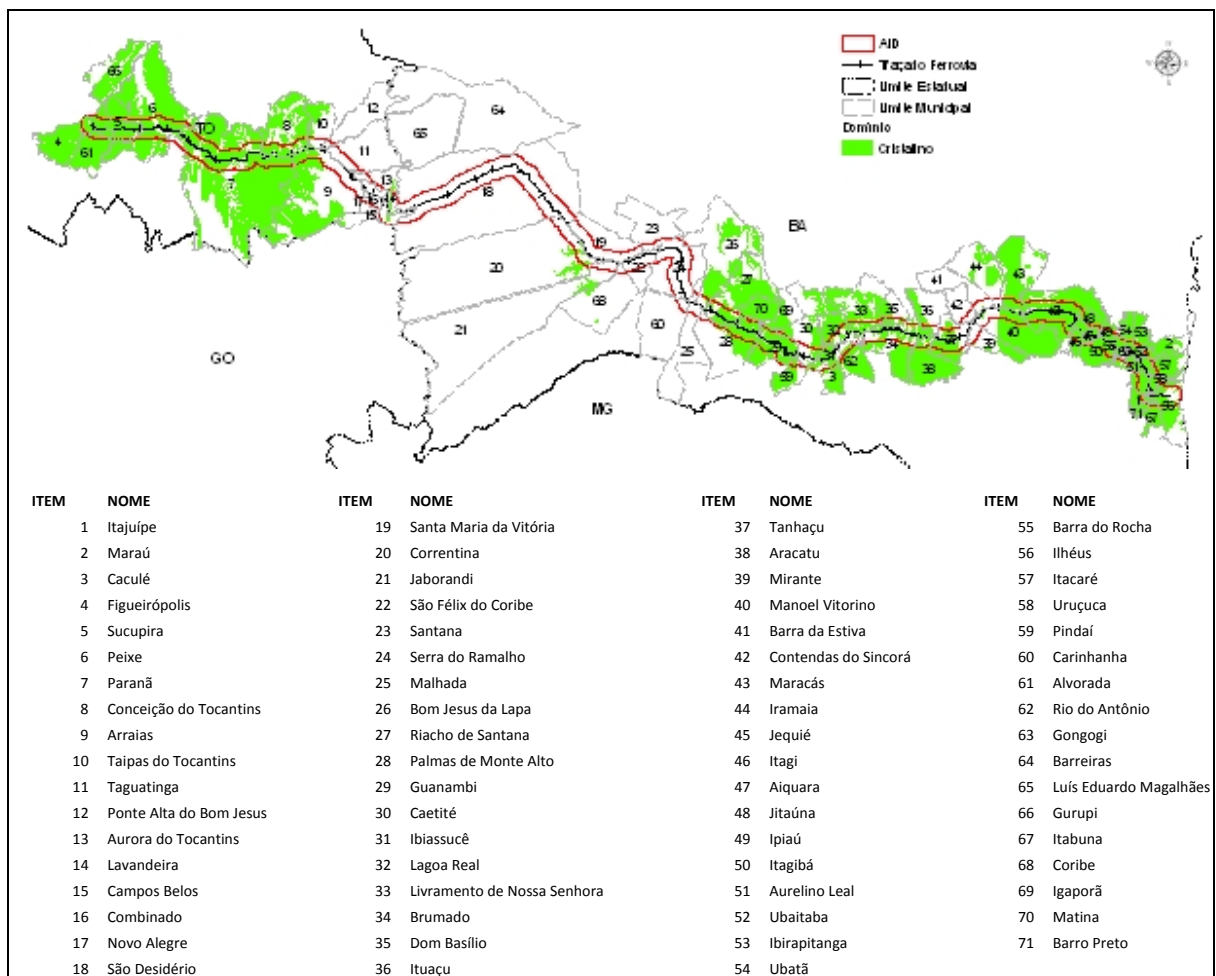 AID
Traçado Ferrovia
Limite Estadual
Limite Municipal
Domínio
Cristalino
TO
BA
GO
MG
ITEM NOME ITEM NOME ITEM NOME ITEM NOME
1 Itajuípe 19 Santa Maria da Vitória 37 Tanhaçu 55 Barra do Rocha
2 Maraú 20 Correntina 38 Aracatu 56 Ilhéus
3 Caculé 21 Jaborandi 39 Mirante 57 Itacaré
4 Figueirópolis 22 São Félix do Coribe 40 Manoel Vitorino 58 Uruçuca
5 Sucupira 23 Santana 41 Barra da Estiva 59 Pindaí
6 Peixe 24 Serra do Ramalho 42 Contendas do Sincorá 60 Carinhanha
7 Paranã 25 Malhada 43 Maracás 61 Alvorada
8 Conceição do Tocantins 26 Bom Jesus da Lapa 44 Iramaia 62 Rio do Antônio
9 Arraias 27 Riacho de Santana 45 Jequié 63 Gongogi
10 Taipas do Tocantins 28 Palmas de Monte Alto 46 Itagi 64 Barreiras
11 Taguatinga 29 Guanambi 47 Aiquara 65 Luís Eduardo Magalhães
12 Ponte Alta do Bom Jesus 30 Caetité 48 Jitaúna 66 Gurupi
13 Aurora do Tocantins 31 Ibiassucê 49 Ipiaú 67 Itabuna
14 Lavandeira 32 Lagoa Real 50 Itagibá 68 Coribe
15 Campos Belos 33 Livramento de Nossa Senhora 51 Aurelino Leal 69 Igaporã
16 Combinado 34 Brumado 52 Ubaitaba 70 Matina
17 Novo Alegre 35 Dom Basílio 53 Ibirapitanga 71 Barro Preto
18 São Desidério 36 Ituaçu 54 Ubatã